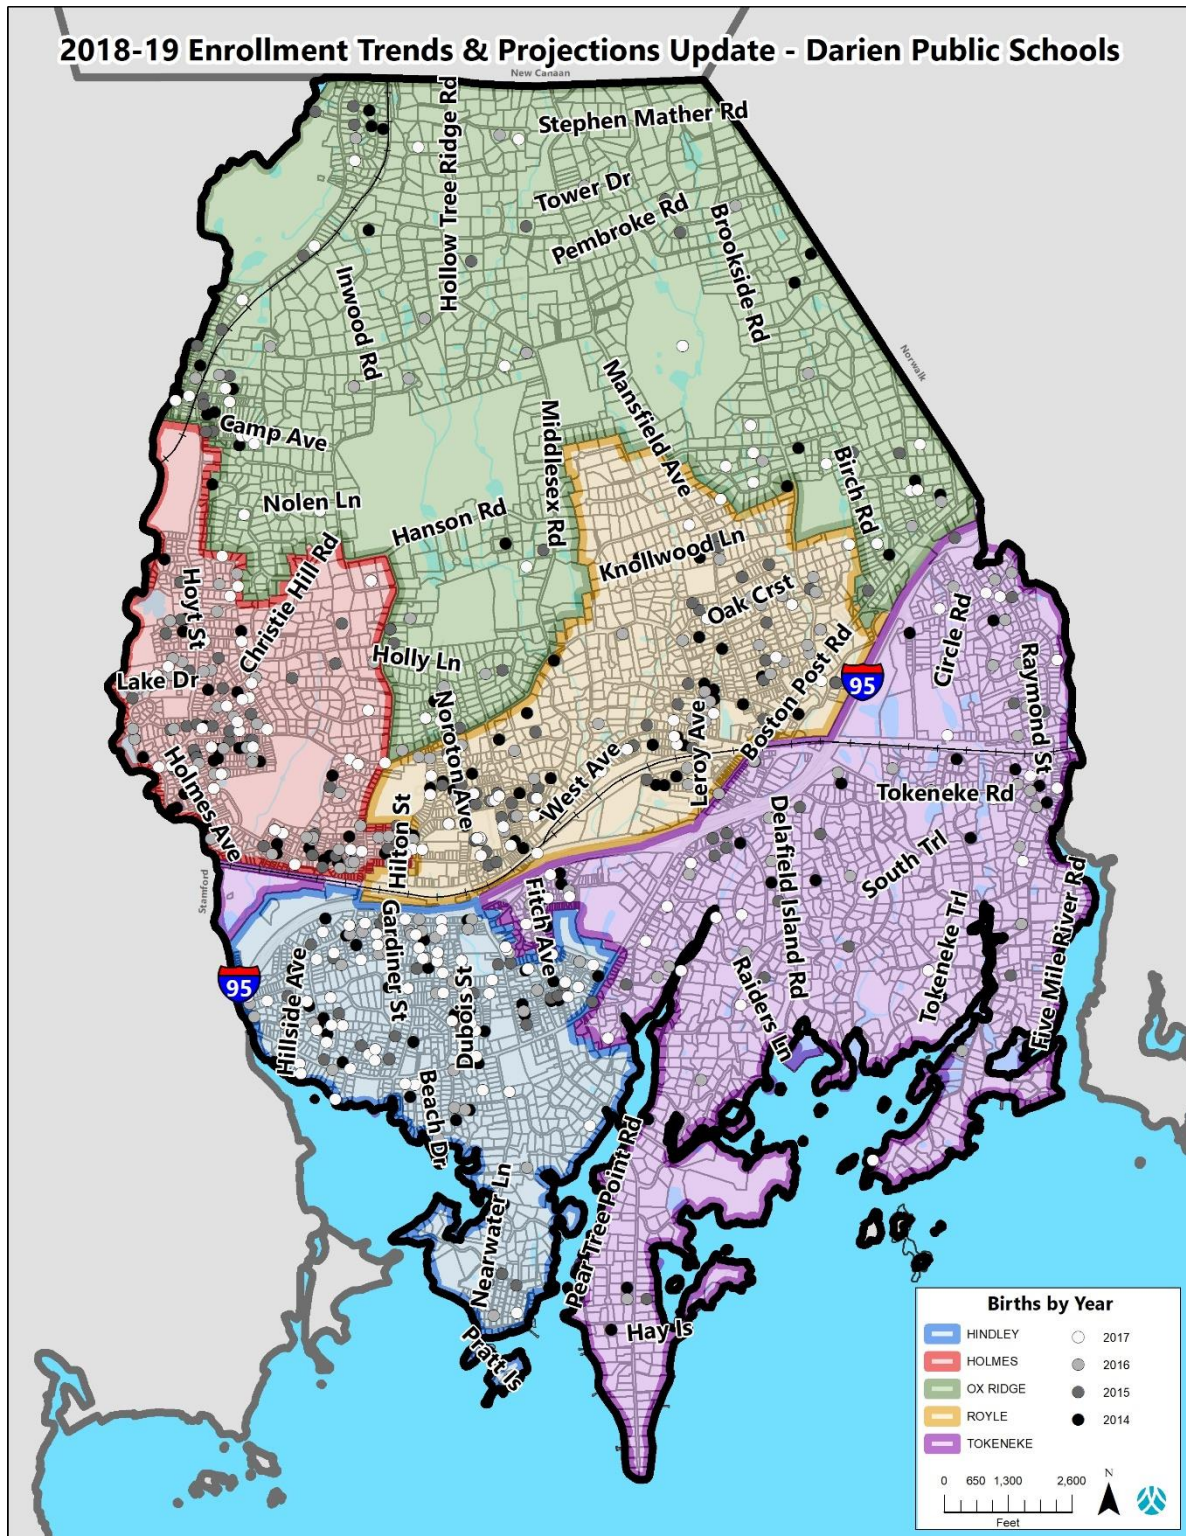 2018-19 Enrollment Trends & Projections Update - Darien Public Schools
New Canaan
Stephen Mather Rd
Hollow Tree Ridge Rd
Tower Dr
Pembroke Rd
Brookside Rd
Inwood Rd
Norwalk
Mansfield Ave
Middlesex Rd
Camp Ave
Birch Rd
Nolen Ln
Hanson Rd
Christie Hill Rd
Knollwood Ln
Hoyt St
Oak Crst
Circle Rd
Holly Ln
Lake Dr
Boston Post Rd
95
Raymond St
Noroton Ave
Leroy Ave
West Ave
Holmes Ave
Tokeneke Rd
Hilton St
Delafield Island Rd
South Trl
Stamford
Fitch Ave
Five Mile River Rd
Gardiner St
Tokeneke Trl
95
Hillside Ave
Dubois St
Raiders Ln
Beach Dr
Nearwater Ln
Pear Tree Point Rd
Hay Is
Pratt Is
Births by Year
HINDLEY
2017
HOLMES
2016
OX RIDGE
2015
ROYLE
2014
TOKENEKE
0 650 1,300 2,600
Feet
N